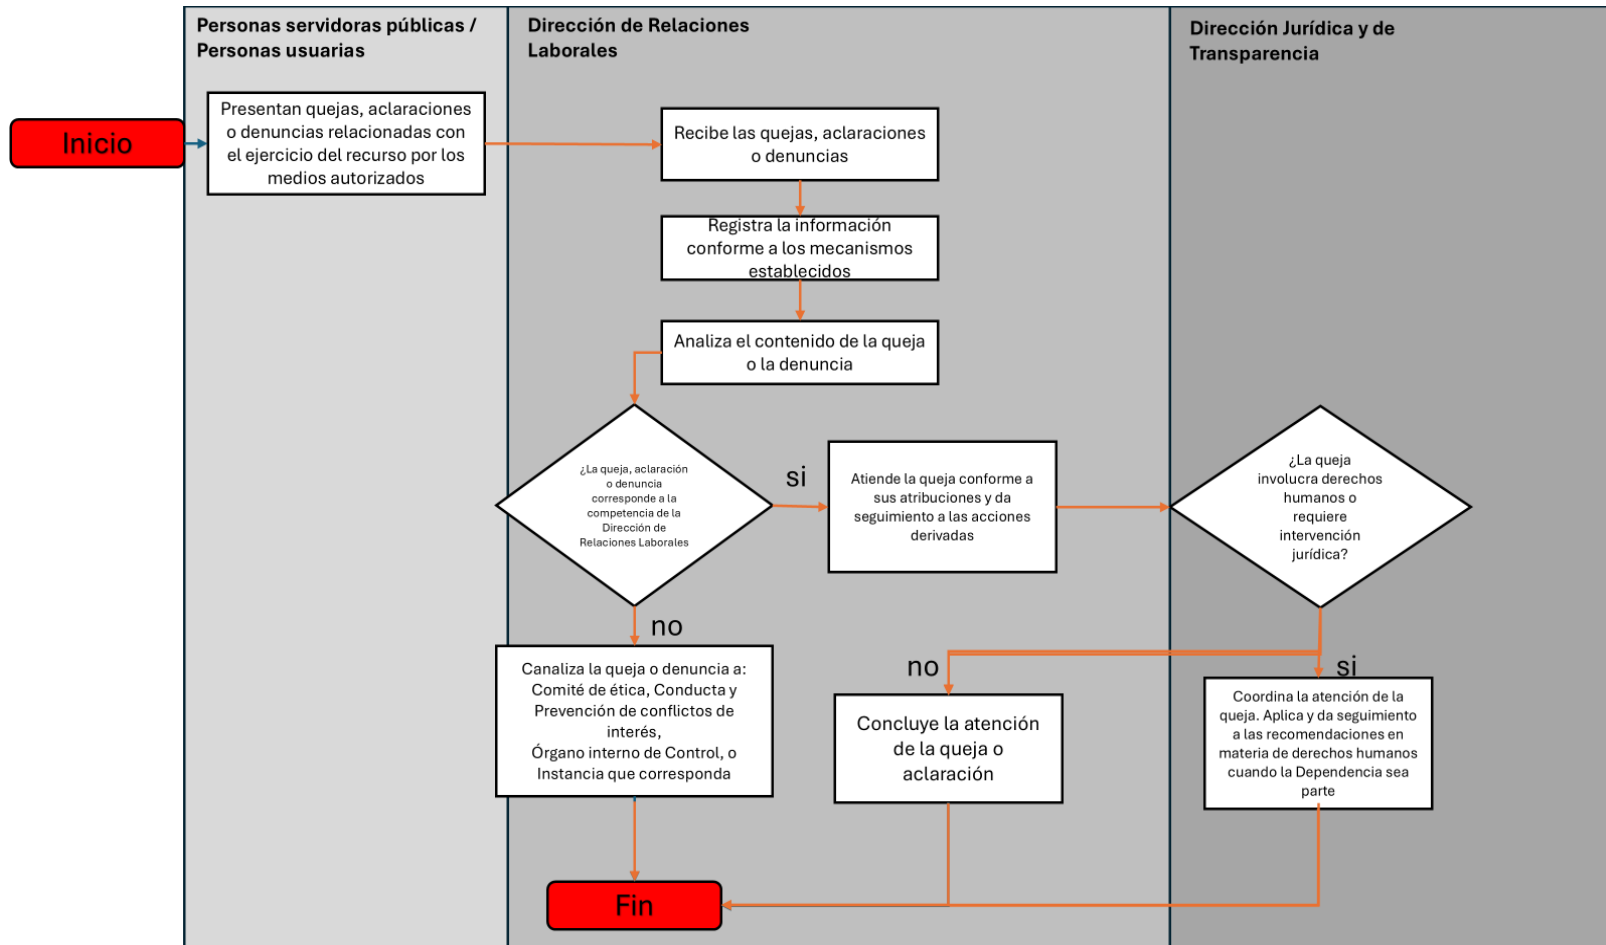 Personas servidoras públicas /
Personas usuarias
Dirección de Relaciones
Laborales
Dirección Jurídica y de
Transparencia
Inicio
Presentan quejas, aclaraciones
o denuncias relacionadas con
el ejercicio del recurso por los
medios autorizados
Recibe las quejas, aclaraciones
o denuncias
Registra la información
conforme a los mecanismos
establecidos
Analiza el contenido de la queja
o la denuncia
¿La queja, aclaración
o denuncia
corresponde a la
competencia de la
Dirección de
Relaciones Laborales
si
Atiende la queja conforme a
sus atribuciones y da
seguimiento a las acciones
derivadas
¿La queja
involucra derechos
humanos o
requiere
intervención
jurídica?
no
Canaliza la queja o denuncia a:
Comité de ética, Conducta y
Prevención de conflictos de
interés,
Órgano interno de Control, o
Instancia que corresponda
no
Concluye la atención
de la queja o
aclaración
si
Coordina la atención de la
queja. Aplica y da seguimiento
a las recomendaciones en
materia de derechos humanos
cuando la Dependencia sea
parte
Fin